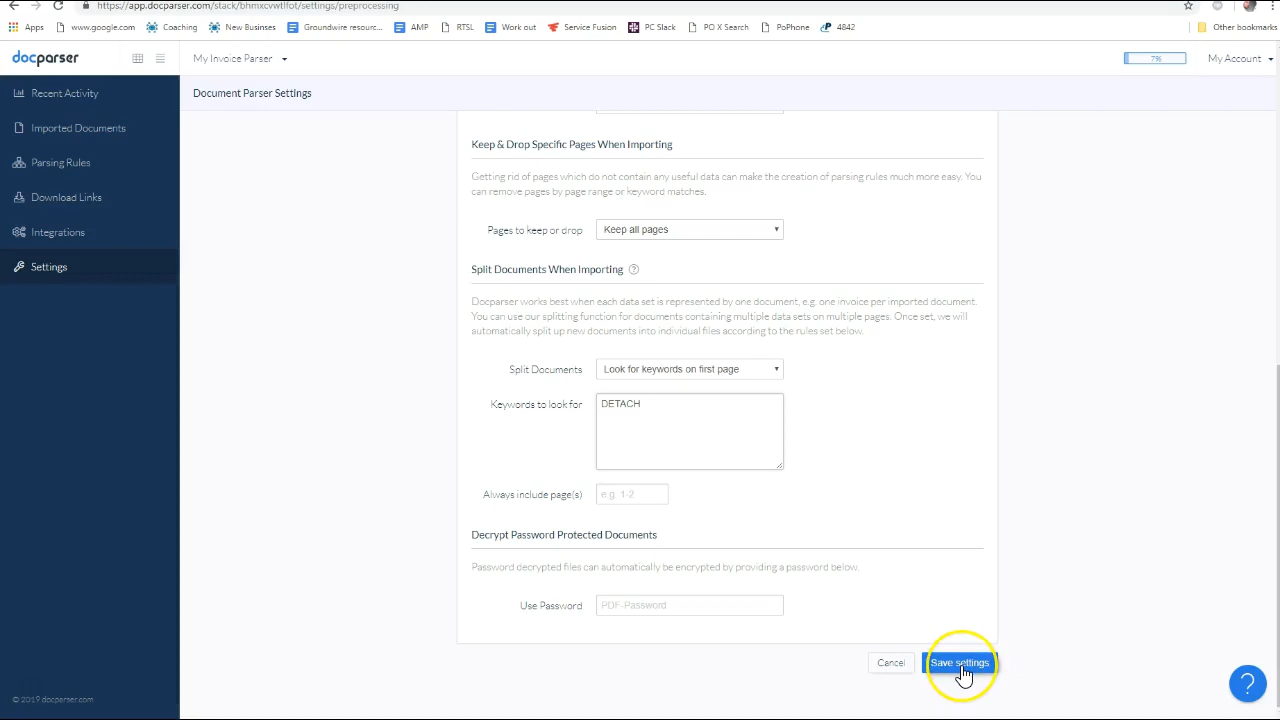 https://app.docparser.com/stack/bhmxcvwtlfot/settings/preprocessing
Apps
www.google.com
Coaching
New Businses
Groundwire resourc...
AMP
RTSL
Work out
Service Fusion
PC Slack
PO X Search
PoPhone
4842
Other bookmarks
docparser
My Invoice Parser
7%
My Account
Recent Activity
Imported Documents
Parsing Rules
Download Links
Integrations
Settings
Document Parser Settings
Keep & Drop Specific Pages When Importing
Getting rid of pages which do not contain any useful data can make the creation of parsing rules much more easy. You
can remove pages by page range or keyword matches.
Pages to keep or drop
Keep all pages
Split Documents When Importing ?
Docparser works best when each data set is represented by one document, e.g. one invoice per imported document.
You can use our splitting function for documents containing multiple data sets on multiple pages. Once set, we will
automatically split up new documents into individual files according to the rules set below.
Split Documents
Look for keywords on first page
Keywords to look for
DETACH
Always include page(s)
e.g. 1-2
Decrypt Password Protected Documents
Password decrypted files can automatically be encrypted by providing a password below.
Use Password
PDF-Password
Cancel
Save settings
?
© 2019 docparser.com